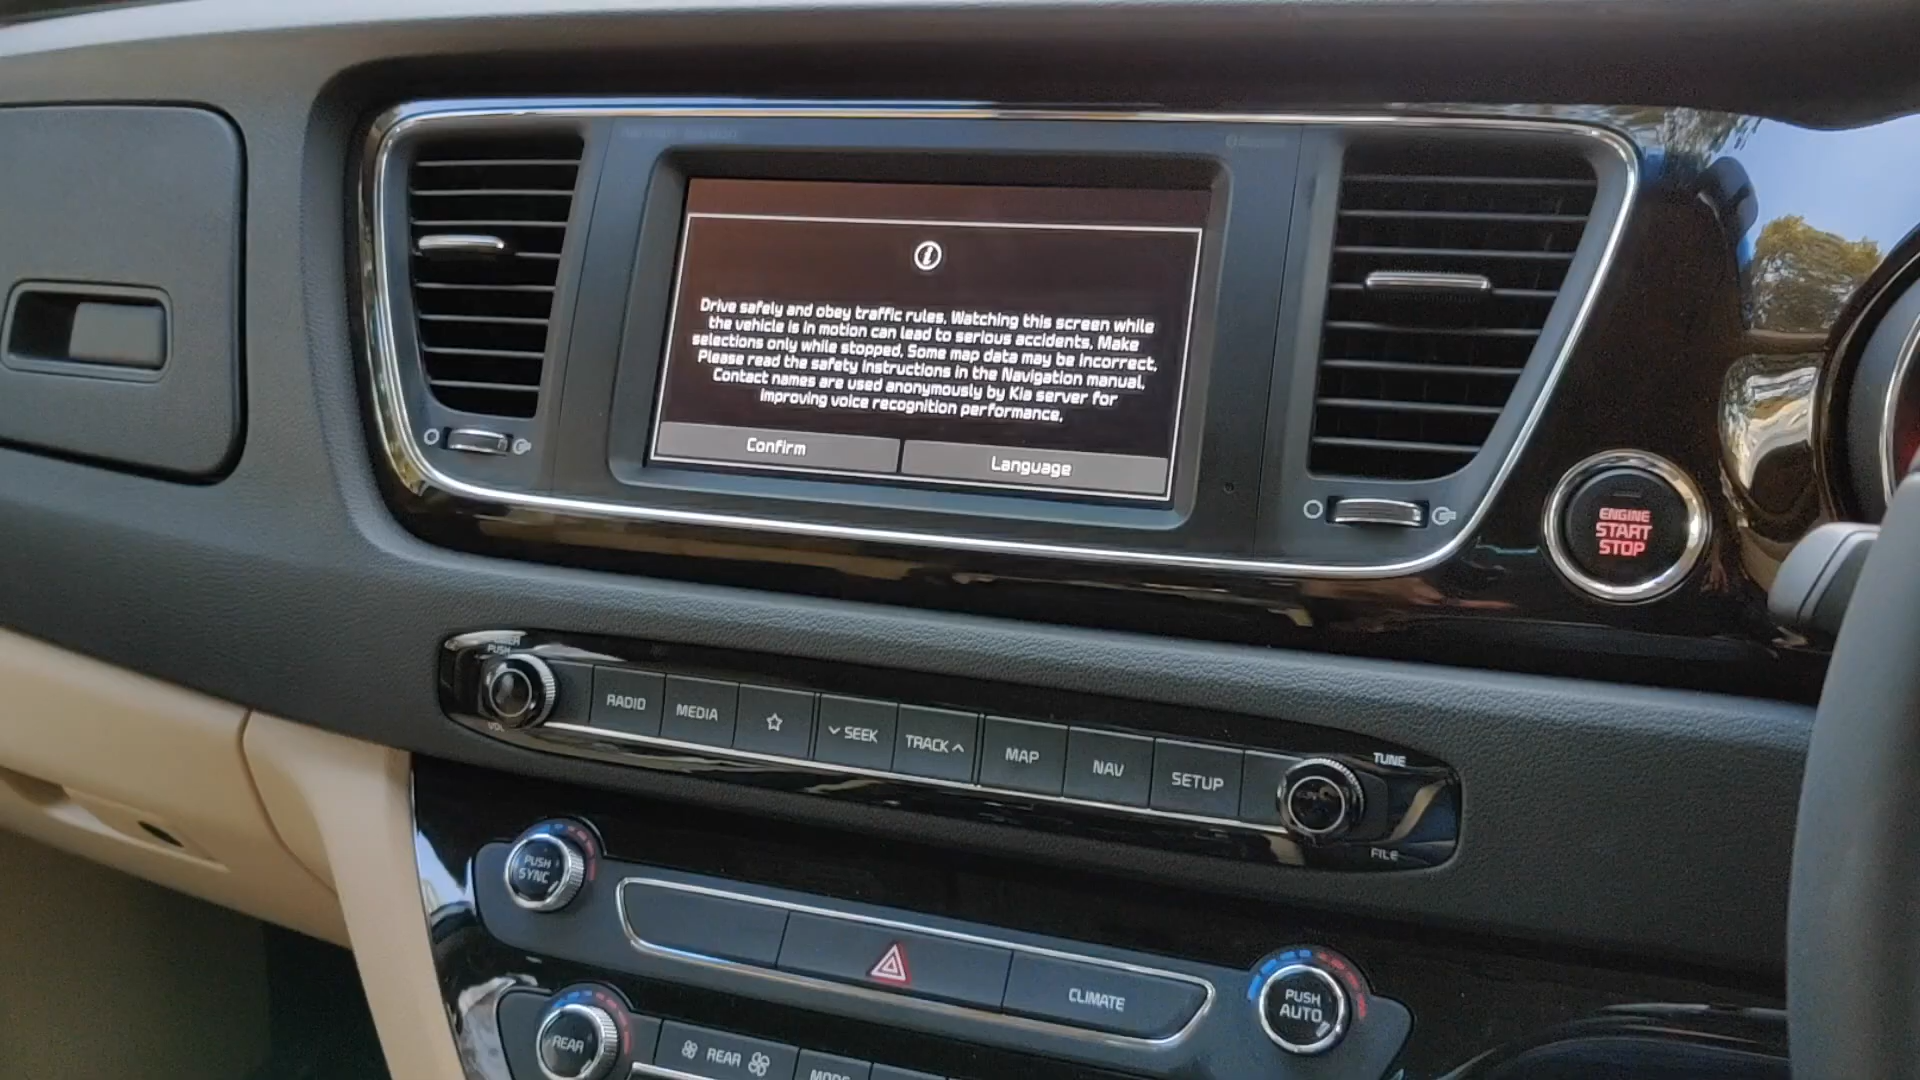 Drive safely and obey traffic rules. Watching this screen while
the vehicle is in motion can lead to serious accidents. Make
selections only while stopped. Some map data may be incorrect.
Please read the safety instructions in the Navigation manual.
Contact names are used anonymously by Kia server for
improving voice recognition performance.
Confirm
Language
ENGINE
START
STOP
PUSH
VOL
RADIO
MEDIA
SEEK
TRACK
MAP
NAV
SETUP
TUNE
FILE
PUSH
SYNC
CLIMATE
PUSH
AUTO
REAR
REAR
MODE